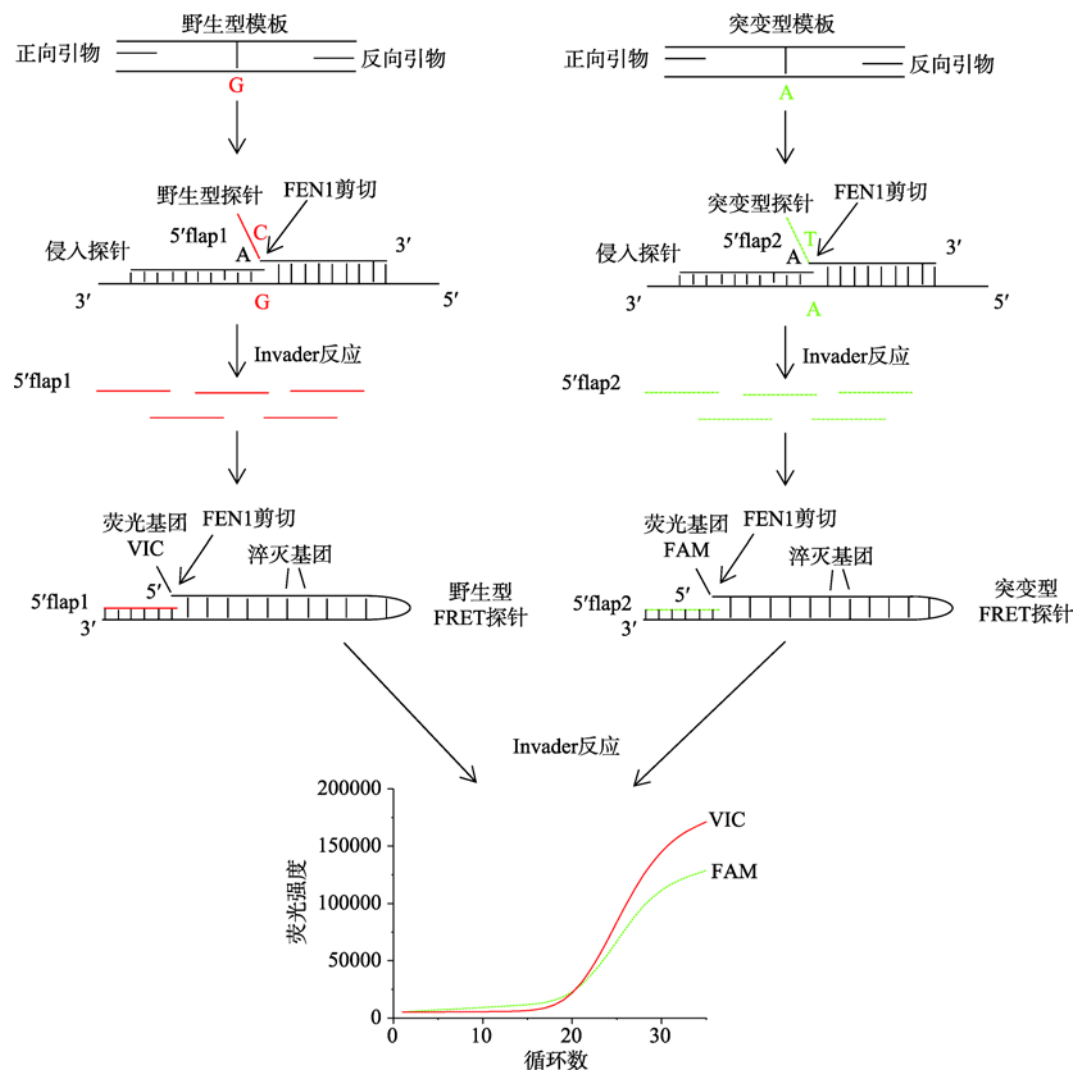 野生型模板
正向引物
反向引物
G
野生型探针
FEN1剪切
5′flap1
C
侵入探针
A
3′
3′
G
5′
Invader反应
5′flap1
荧光基团
VIC
FEN1剪切
淬灭基团
5′
5′flap1
3′
野生型
FRET探针
突变型模板
正向引物
反向引物
A
突变型探针
FEN1剪切
5′flap2
T
侵入探针
A
3′
3′
A
5′
Invader反应
5′flap2
荧光基团
FAM
FEN1剪切
淬灭基团
5′
5′flap2
3′
突变型
FRET探针
Invader反应
200000
150000
100000
50000
0
荧光强度
VIC
FAM
0
10
20
30
循环数